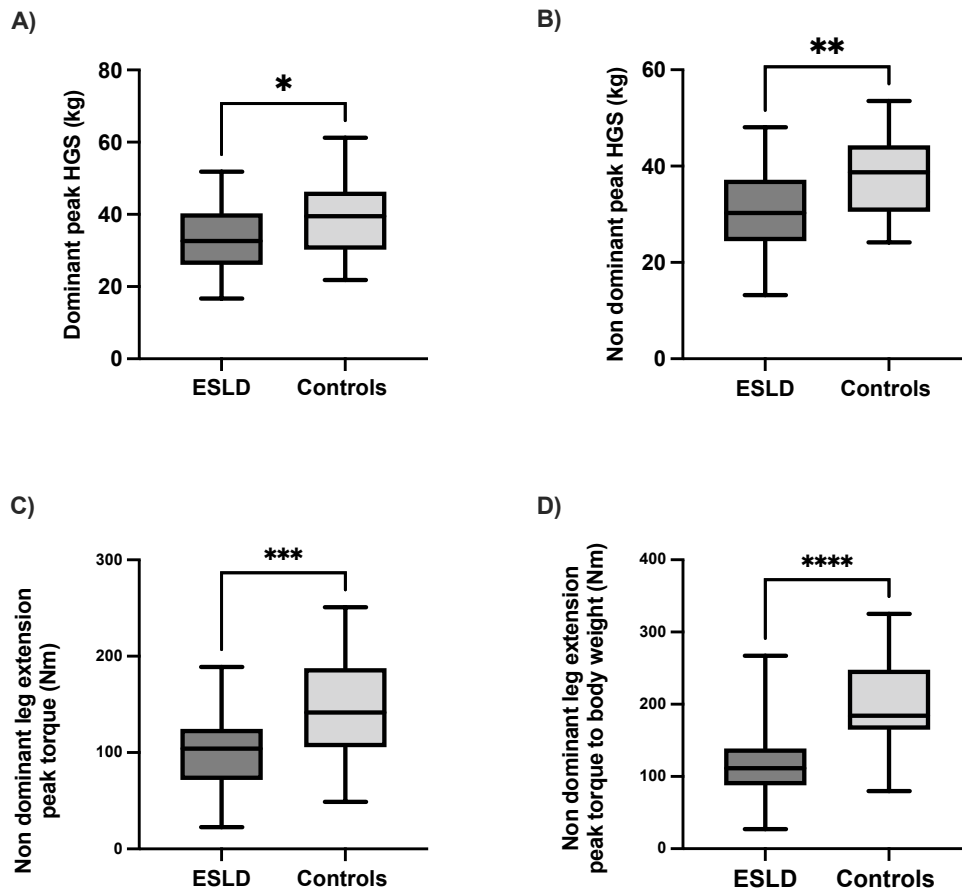 A)
Dominant peak HGS (kg)
80
60
40
20
0
*
ESLD
Controls
B)
Non dominant peak HGS (kg)
60
40
20
0
**
ESLD
Controls
C)
Non dominant leg extension
peak torque (Nm)
300
200
100
0
***
ESLD
Controls
D)
Non dominant leg extension
peak torque to body weight (Nm)
400
300
200
100
0
****
ESLD
Controls